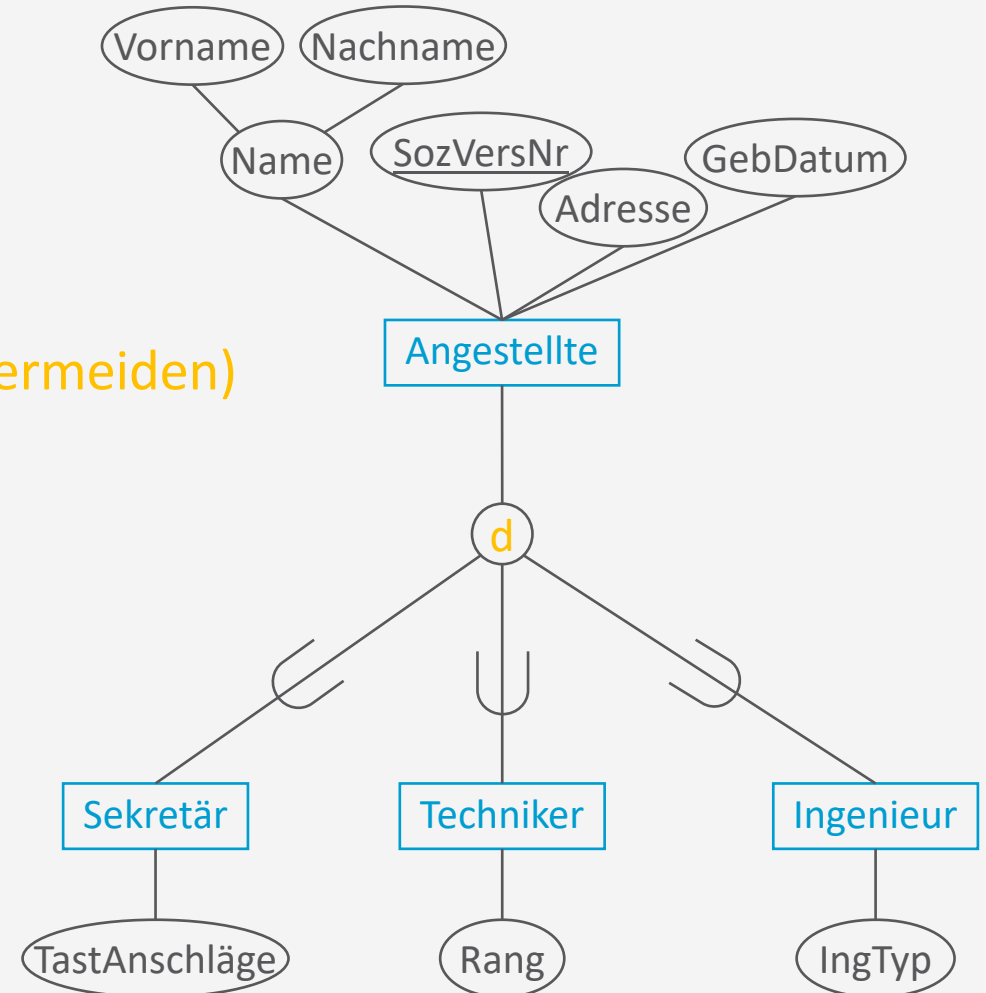 Vorname Nachname
Name SozVersNr GebDatum
Adresse
Angestellte
ermeiden)
d
Sekretär Techniker Ingenieur
TastAnschläge Rang IngTyp